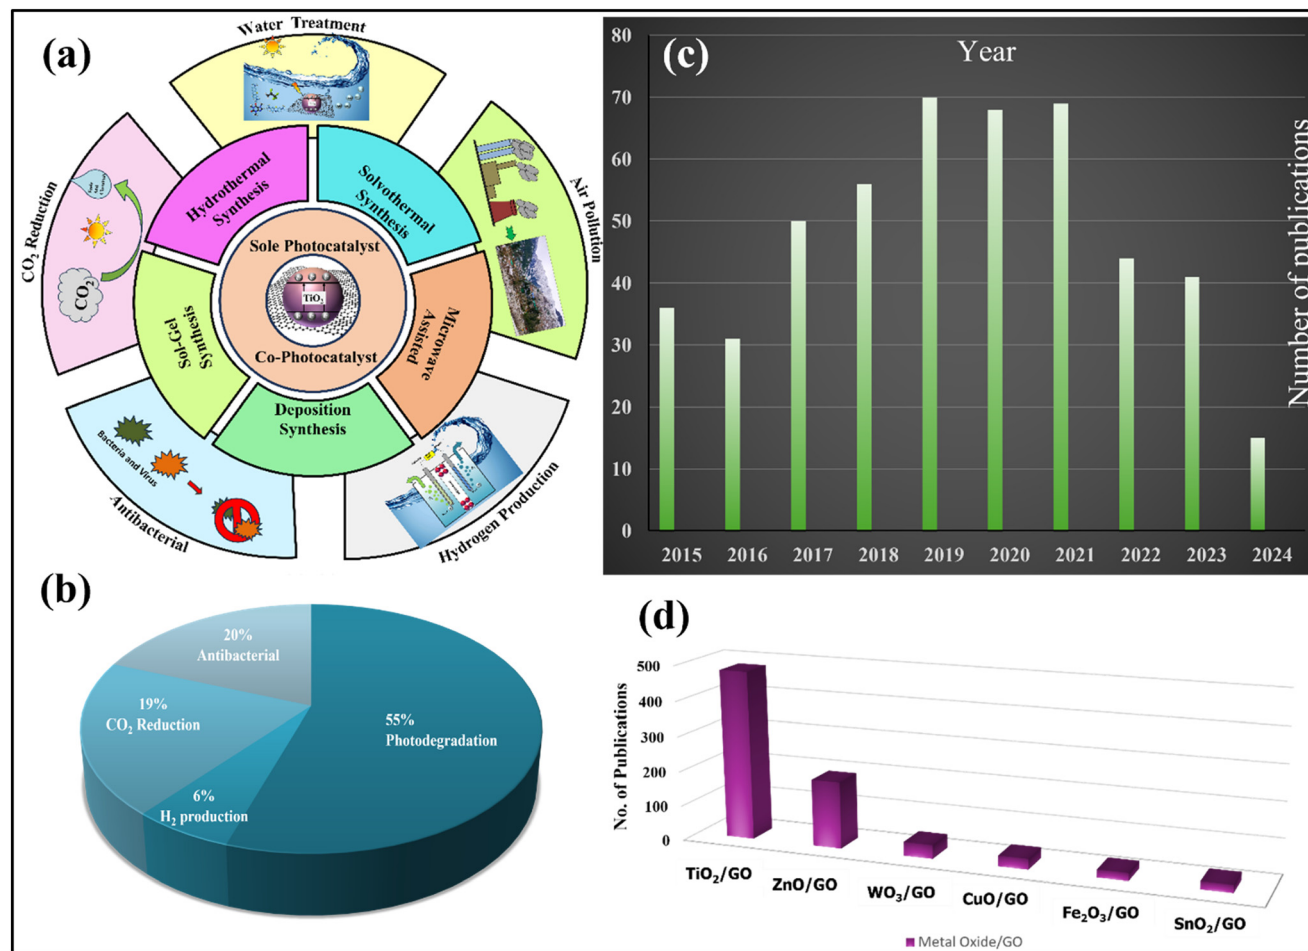 (a)
Water Treatment
Air Pollution
Hydrogen Production
Antibacterial
CO₂ Reduction
Hydrothermal
Synthesis
Solvothermal
Synthesis
Microwave
Assisted
Deposition
Synthesis
Sol-Gel
Synthesis
Sole Photocatalyst
TiO₂
Co-Photocatalyst
CO₂
Bacteria and Virus
(b)
20%
Antibacterial
19%
CO₂ Reduction
6%
H₂ production
55%
Photodegradation
(c)
Year
Number of publications
80
70
60
50
40
30
20
10
0
2015 2016 2017 2018 2019 2020 2021 2022 2023 2024
(d)
No. of Publications
500
400
300
200
100
0
TiO₂/GO ZnO/GO WO₃/GO CuO/GO Fe₂O₃/GO SnO₂/GO
Metal Oxide/GO